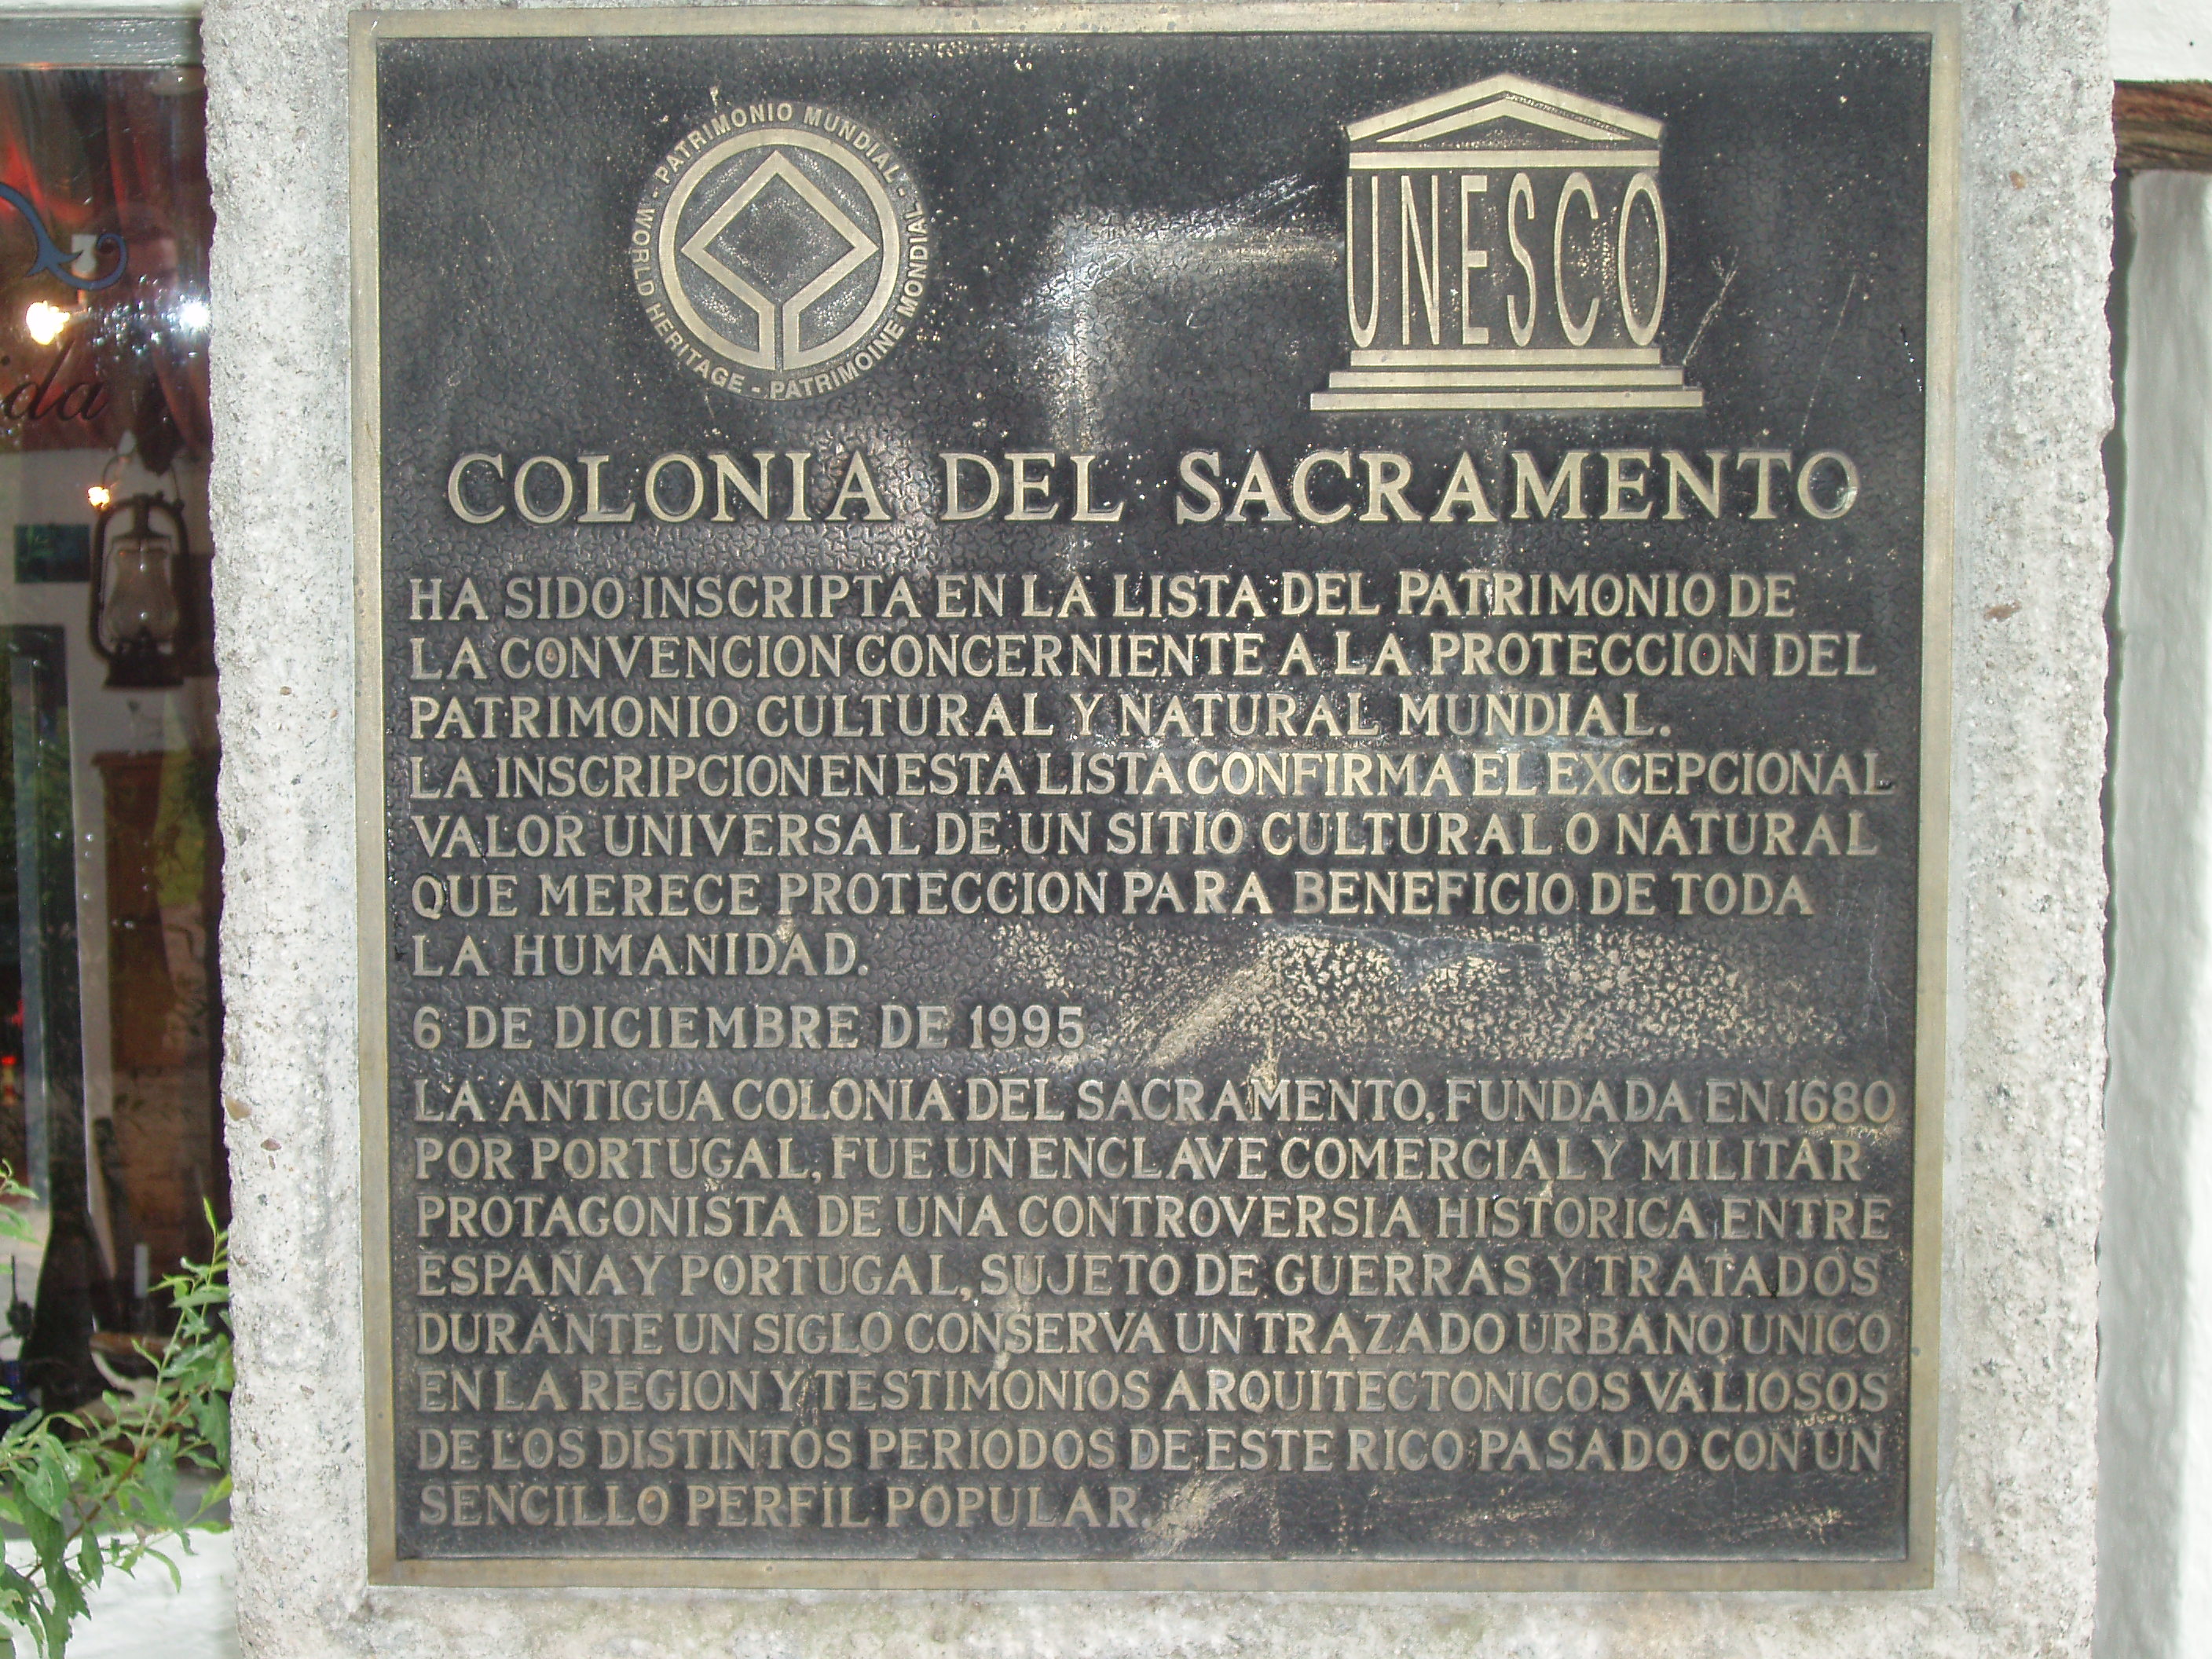 PATRIMONIO MUNDIAL - WORLD HERITAGE - PATRIMOINE MONDIAL -
UNESCO
COLONIA DEL SACRAMENTO
HA SIDO INSCRIPTA EN LA LISTA DEL PATRIMONIO DE
LA CONVENCION CONCERNIENTE A LA PROTECCION DEL
PATRIMONIO CULTURAL Y NATURAL MUNDIAL.
LA INSCRIPCION EN ESTA LISTA CONFIRMA EL EXCEPCIONAL
VALOR UNIVERSAL DE UN SITIO CULTURAL O NATURAL
QUE MERECE PROTECCION PARA BENEFICIO DE TODA
LA HUMANIDAD.
6 DE DICIEMBRE DE 1995
LA ANTIGUA COLONIA DEL SACRAMENTO, FUNDADA EN 1680
POR PORTUGAL, FUE UN ENCLAVE COMERCIAL Y MILITAR
PROTAGONISTA DE UNA CONTROVERSIA HISTORICA ENTRE
ESPAÑA Y PORTUGAL, SUJETO DE GUERRAS Y TRATADOS
DURANTE UN SIGLO CONSERVA UN TRAZADO URBANO UNICO
EN LA REGION Y TESTIMONIOS ARQUITECTONICOS VALIOSOS
DE LOS DISTINTOS PERIODOS DE ESTE RICO PASADO CON UN
SENCILLO PERFIL POPULAR.